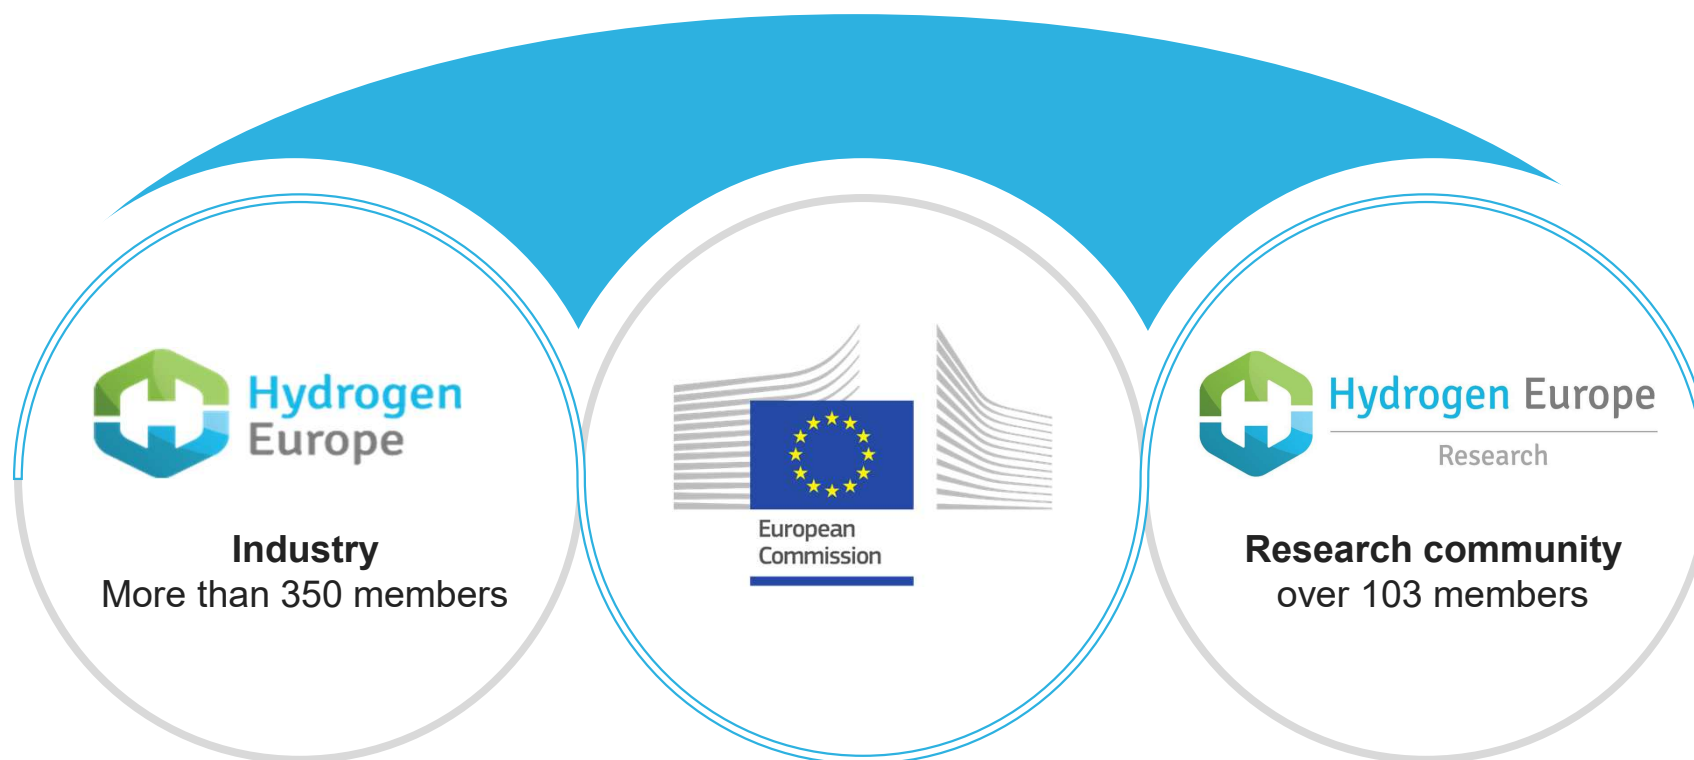 Hydrogen
Europe
Industry
More than 350 members
European
Commission
Hydrogen Europe
Research
Research community
over 103 members